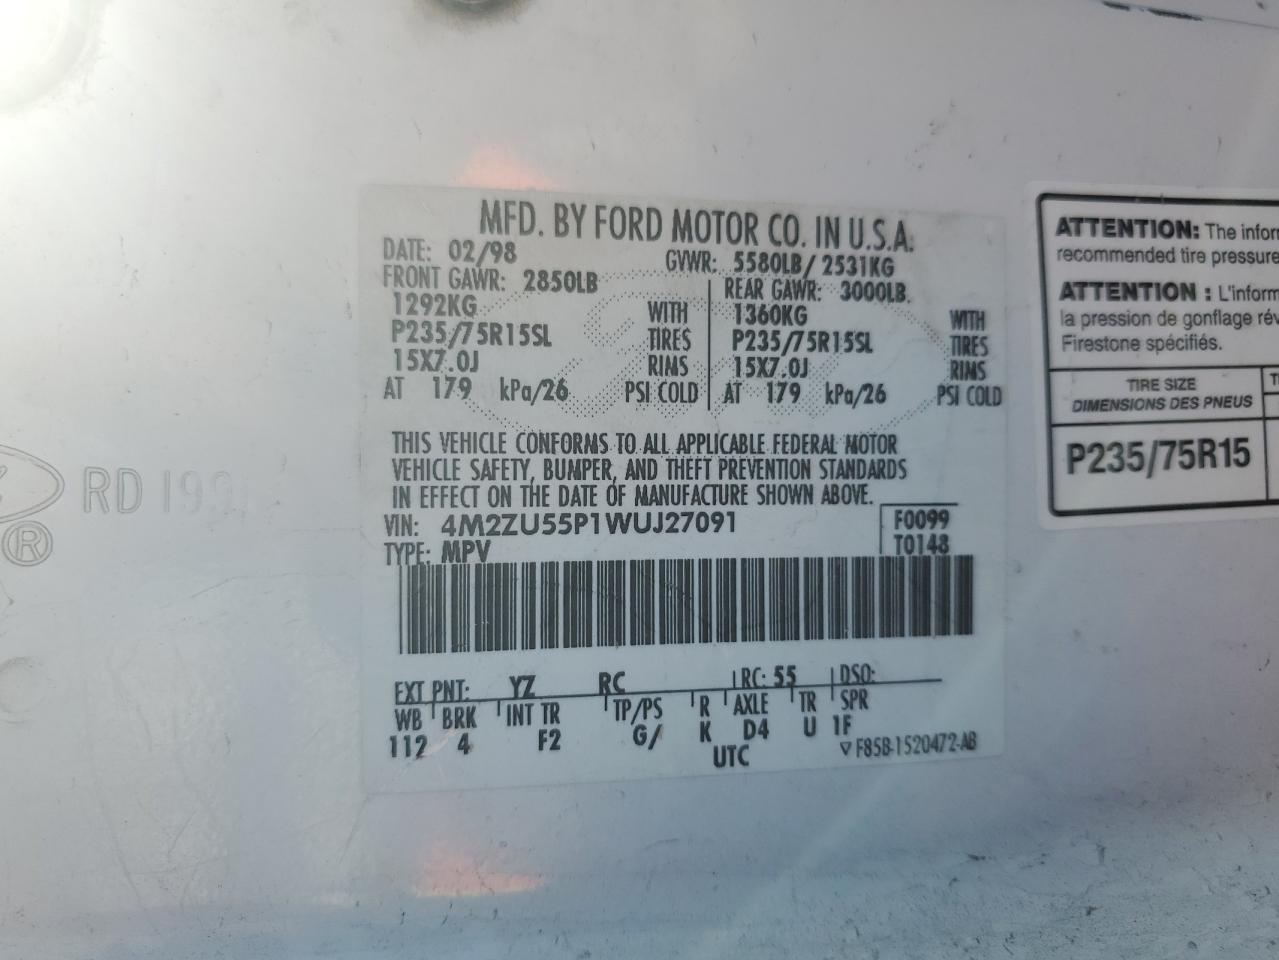 MFD. BY FORD MOTOR CO. IN U.S.A.
DATE: 02/98 GVWR: 5580LB/ 2531KG
FRONT GAWR: 2850LB REAR GAWR: 3000LB
1292KG WITH 1360KG WITH
P235/75R15SL TIRES P235/75R15SL TIRES
15X7.0J RIMS 15X7.0J RIMS
AT 179 kPa/26 PSI COLD AT 179 kPa/26 PSI COLD
THIS VEHICLE CONFORMS TO ALL APPLICABLE FEDERAL MOTOR
VEHICLE SAFETY, BUMPER, AND THEFT PREVENTION STANDARDS
IN EFFECT ON THE DATE OF MANUFACTURE SHOWN ABOVE.
VIN: 4M2ZU55P1WUJ27091 F0099
TYPE: MPV T0148
EXT PNT: YZ RC RC: 55 DSO:
WB BRK INT TR TP/PS R AXLE TR SPR
112 4 F2 G/ K D4 U 1F
UTC ▽ F85B-1520472-AB
ATTENTION: The
recommended tire pressure
ATTENTION :
la pression de gonflage
Firestone spécifiés.
TIRE SIZE
DIMENSIONS DES PNEUS
P235/75R15
RD
®